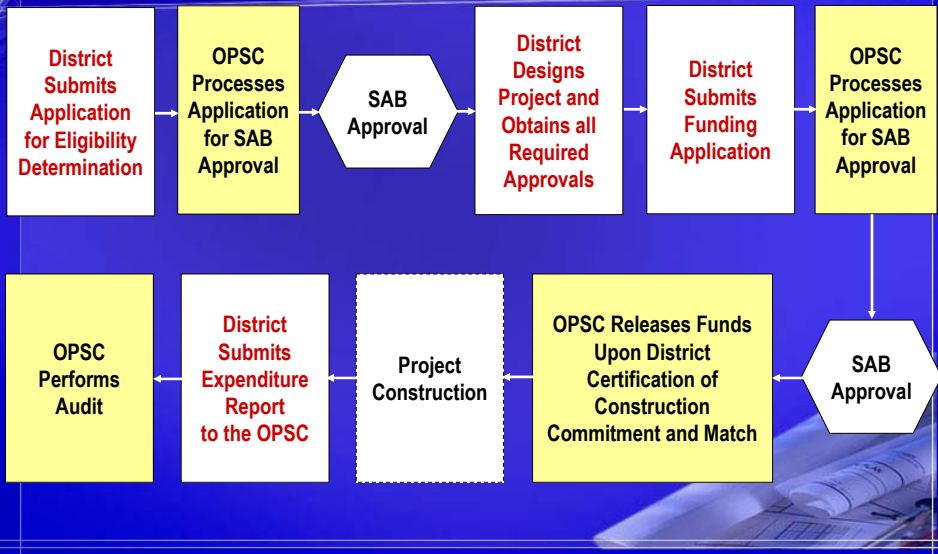 District
Submits
Application
for Eligibility
Determination
OPSC
Processes
Application
for SAB
Approval
SAB
Approval
District
Designs
Project and
Obtains all
Required
Approvals
District
Submits
Funding
Application
OPSC
Processes
Application
for SAB
Approval
SAB
Approval
OPSC Releases Funds
Upon District
Certification of
Construction
Commitment and Match
Project
Construction
District
Submits
Expenditure
Report
to the OPSC
OPSC
Performs
Audit